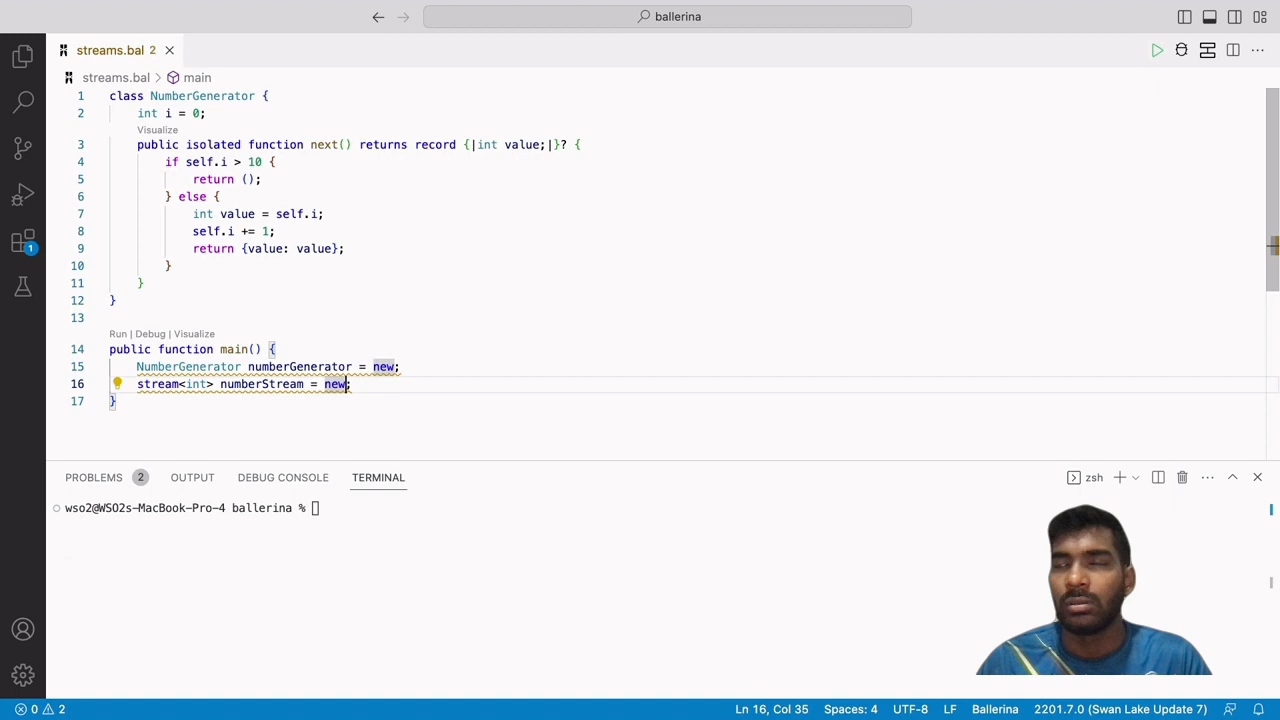 ballerina
streams.bal 2
streams.bal > main
1 class NumberGenerator {
2 int i = 0;
Visualize
3 public isolated function next() returns record {|int value;|}? {
4 if self.i > 10 {
5 return ();
6 } else {
7 int value = self.i;
8 self.i += 1;
9 return {value: value};
10 }
11 }
12 }
13
Run | Debug | Visualize
14 public function main() {
15 NumberGenerator numberGenerator = new;
16 stream<int> numberStream = new;
17 }
PROBLEMS 2 OUTPUT DEBUG CONSOLE TERMINAL zsh
wso2@WSO2s-MacBook-Pro-4 ballerina %
1
0 2 Ln 16, Col 35 Spaces: 4 UTF-8 LF Ballerina 2201.7.0 (Swan Lake Update 7)